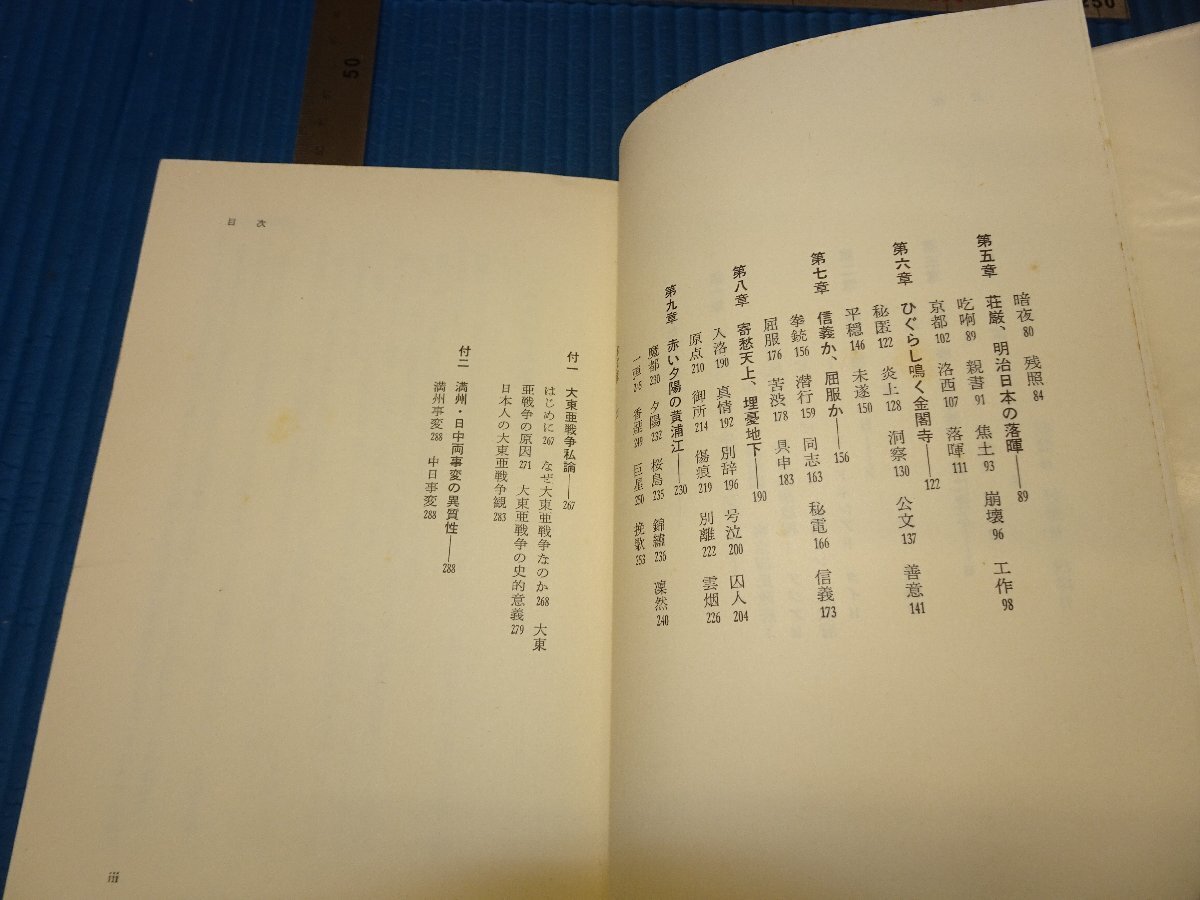 暗夜 80 残照 84
第五章 荘厳、明治日本の落暉――89
吃啊 89 親書 91 焦土 93 崩壊 96 工作 98
京都 102 洛西 107 落暉 111
第六章 ひぐらし鳴く金閣寺――122
秘匿 122 炎上 128 洞察 130 公文 137 善意 141
平穏 146 未遂 150
第七章 信義か、屈服か――156
拳銃 156 潜行 159 同志 163 秘電 166 信義 173
屈服 176 苦渋 178 具申 183
第八章 寄愁天上、埋憂地下――190
入洛 190 真情 192 別辞 196 号泣 200 囚人 204
原点 210 御所 214 傷痕 219 別離 222 雲烟 226
第九章 赤い夕陽の黄浦江――230
魔都 230 夕陽 232 桜島 235 錦繡 236 凜然 240
巨星 250 挽歌 253
付一 大東亜戦争私論――267
はじめに 267 なぜ大東亜戦争なのか 268 大東
亜戦争の原因 271 大東亜戦争の史的意義 279
日本人の大東亜戦争観 283
付二 満州・日中両事変の異質性――288
満州事変 288 中日事変 288
目次
iii
50
250